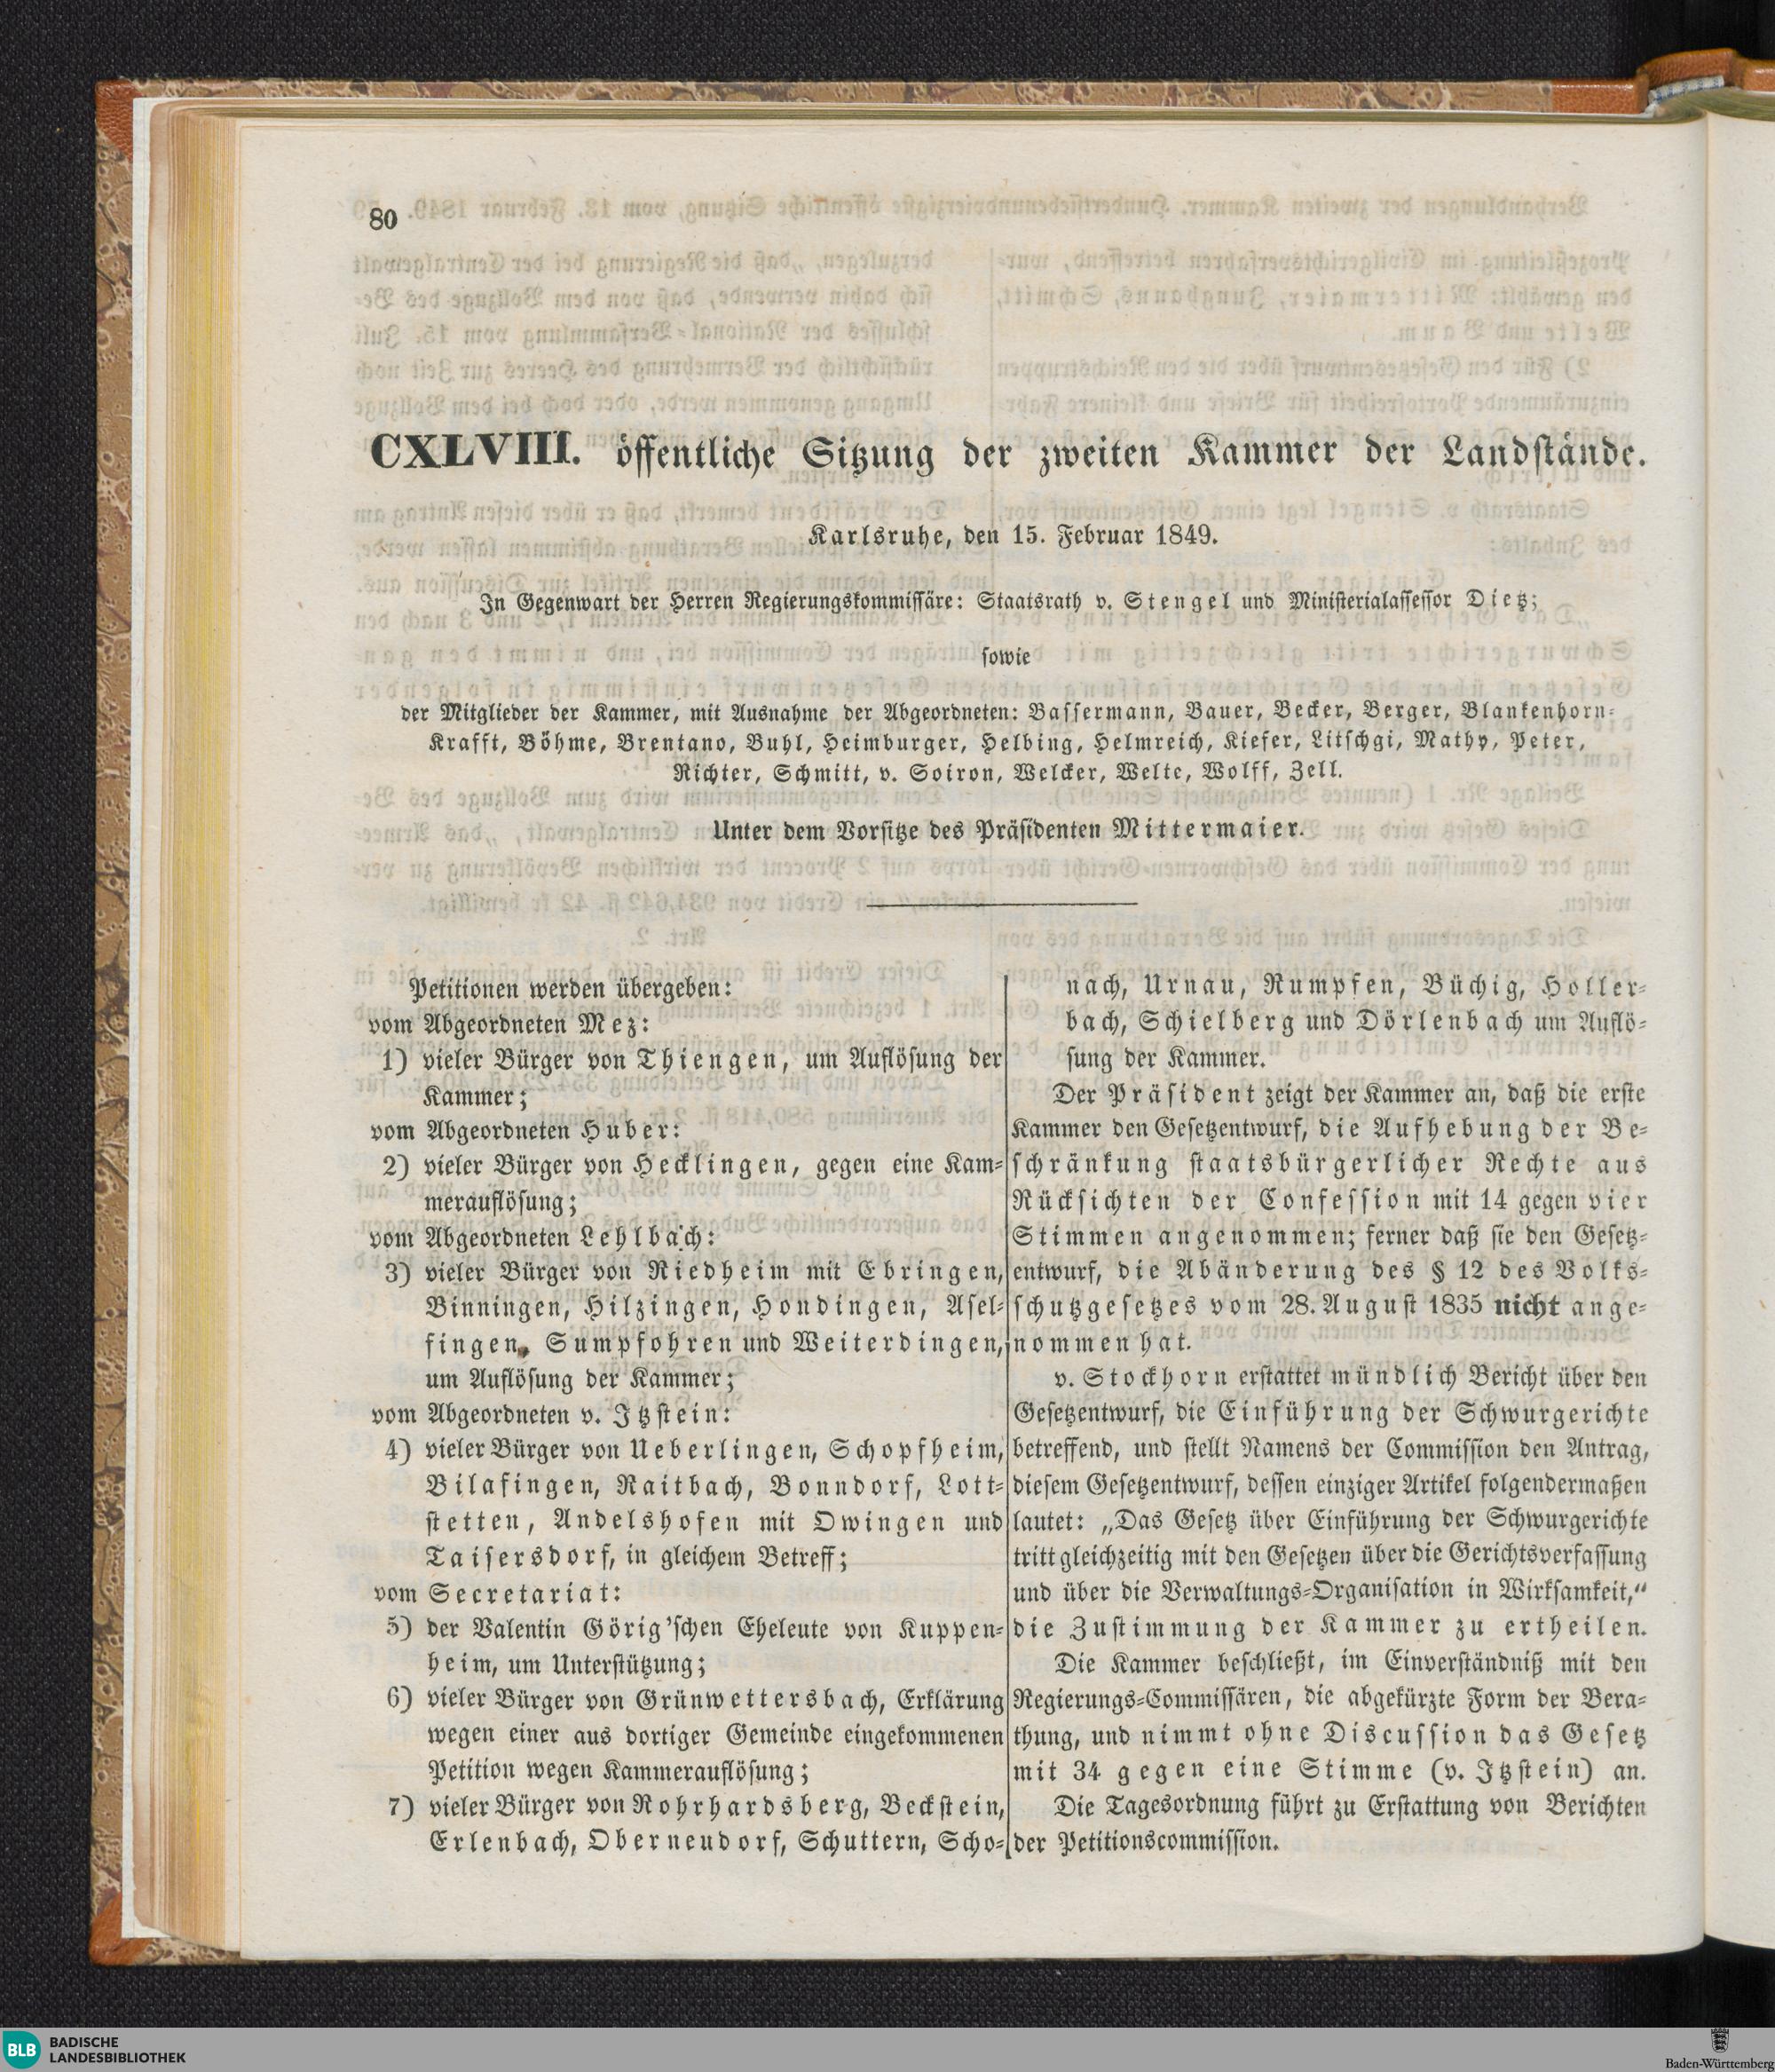 80
CXLVIII. öffentliche Sitzung der zweiten Kammer der Landstände.
Karlsruhe, den 15. Februar 1849.
In Gegenwart der Herren Regierungskommissäre: Staatsrath v. Stengel und Ministerialassessor Dietz;
sowie
der Mitglieder der Kammer, mit Ausnahme der Abgeordneten: Bassermann, Bauer, Becker, Berger, Blankenhorn-
Krafft, Böhme, Brentano, Buhl, Heimburger, Helbing, Helmreich, Kiefer, Litschgi, Mathy, Peter,
Richter, Schmitt, v. Soiron, Welcker, Welte, Wolff, Zell.
Unter dem Vorsitze des Präsidenten Mittermaier.
Petitionen werden übergeben:
vom Abgeordneten Mez:
1) vieler Bürger von Thiengen, um Auflösung der
Kammer;
vom Abgeordneten Huber:
2) vieler Bürger von Hecklingen, gegen eine Kam-
merauflösung;
vom Abgeordneten Lehlbach:
3) vieler Bürger von Riedheim mit Ebringen,
Binningen, Hilzingen, Hondingen, Asel-
fingen, Sumpfohren und Weiterdingen,
um Auflösung der Kammer;
vom Abgeordneten v. Itzstein:
4) vieler Bürger von Ueberlingen, Schopfheim,
Bilafingen, Raitbach, Bonndorf, Lott-
stetten, Andelshofen mit Owingen und
Taisersdorf, in gleichem Betreff;
vom Secretariat:
5) der Valentin Görig'schen Eheleute von Kuppen-
heim, um Unterstützung;
6) vieler Bürger von Grünwettersbach, Erklärung
wegen einer aus dortiger Gemeinde eingekommenen
Petition wegen Kammerauflösung;
7) vieler Bürger von Rohrhardsberg, Beckstein,
Erlenbach, Oberneudorf, Schuttern, Scho-
nach, Urnau, Rumpfen, Büchig, Holler-
bach, Schielberg und Dörlenbach um Auflö-
sung der Kammer.
Der Präsident zeigt der Kammer an, daß die erste
Kammer den Gesetzentwurf, die Aufhebung der Be-
schränkung staatsbürgerlicher Rechte aus
Rücksichten der Confession mit 14 gegen vier
Stimmen angenommen; ferner daß sie den Gesetz-
entwurf, die Abänderung des § 12 des Volks-
schutzgesetzes vom 28. August 1835 nicht ange-
nommen hat.
v. Stockhorn erstattet mündlich Bericht über den
Gesetzentwurf, die Einführung der Schwurgerichte
betreffend, und stellt Namens der Commission den Antrag,
diesem Gesetzentwurf, dessen einziger Artikel folgendermaßen
lautet: „Das Gesetz über Einführung der Schwurgerichte
tritt gleichzeitig mit den Gesetzen über die Gerichtsverfassung
und über die Verwaltungs-Organisation in Wirksamkeit,“
die Zustimmung der Kammer zu ertheilen.
Die Kammer beschließt, im Einverständniß mit den
Regierungs-Commissären, die abgekürzte Form der Bera-
thung, und nimmt ohne Discussion das Gesetz
mit 34 gegen eine Stimme (v. Itzstein) an.
Die Tagesordnung führt zu Erstattung von Berichten
der Petitionscommission.
BLB BADISCHE
LANDESBIBLIOTHEK
Baden-Württemberg